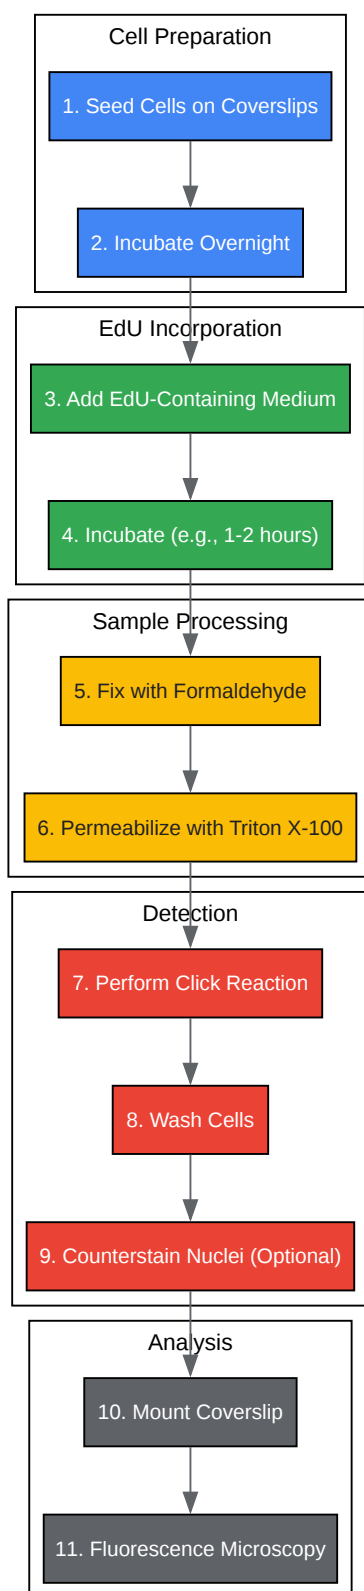 Cell Preparation
1. Seed Cells on Coverslips
2. Incubate Overnight
EdU Incorporation
3. Add EdU-Containing Medium
4. Incubate (e.g., 1-2 hours)
Sample Processing
5. Fix with Formaldehyde
6. Permeabilize with Triton X-100
Detection
7. Perform Click Reaction
8. Wash Cells
9. Counterstain Nuclei (Optional)
Analysis
10. Mount Coverslip
11. Fluorescence Microscopy